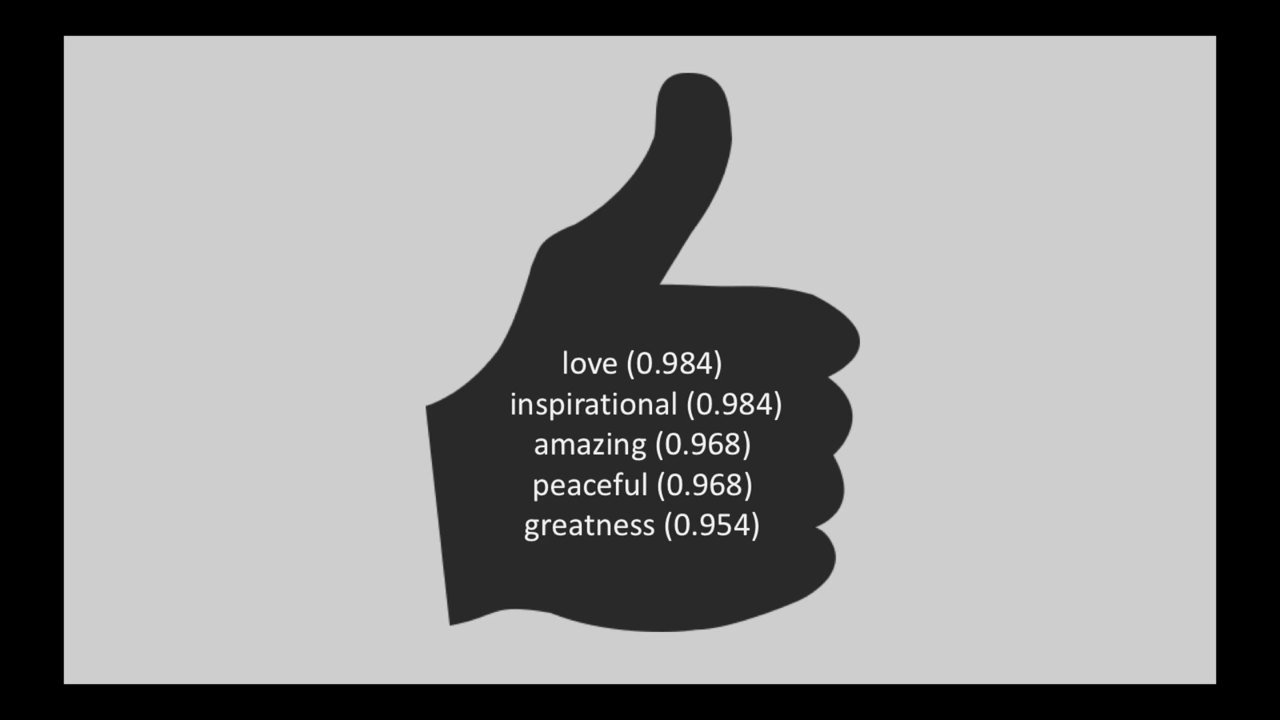 love (0.984)
inspirational (0.984)
amazing (0.968)
peaceful (0.968)
greatness (0.954)